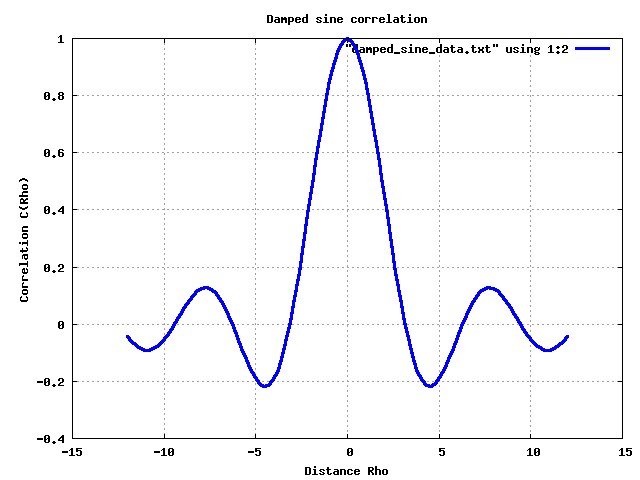 Damped sine correlation
"damped_sine_data.txt" using 1:2
1
0.8
0.6
0.4
0.2
0
-0.2
-0.4
Correlation C(Rho)
-15 -10 -5 0 5 10 15
Distance Rho